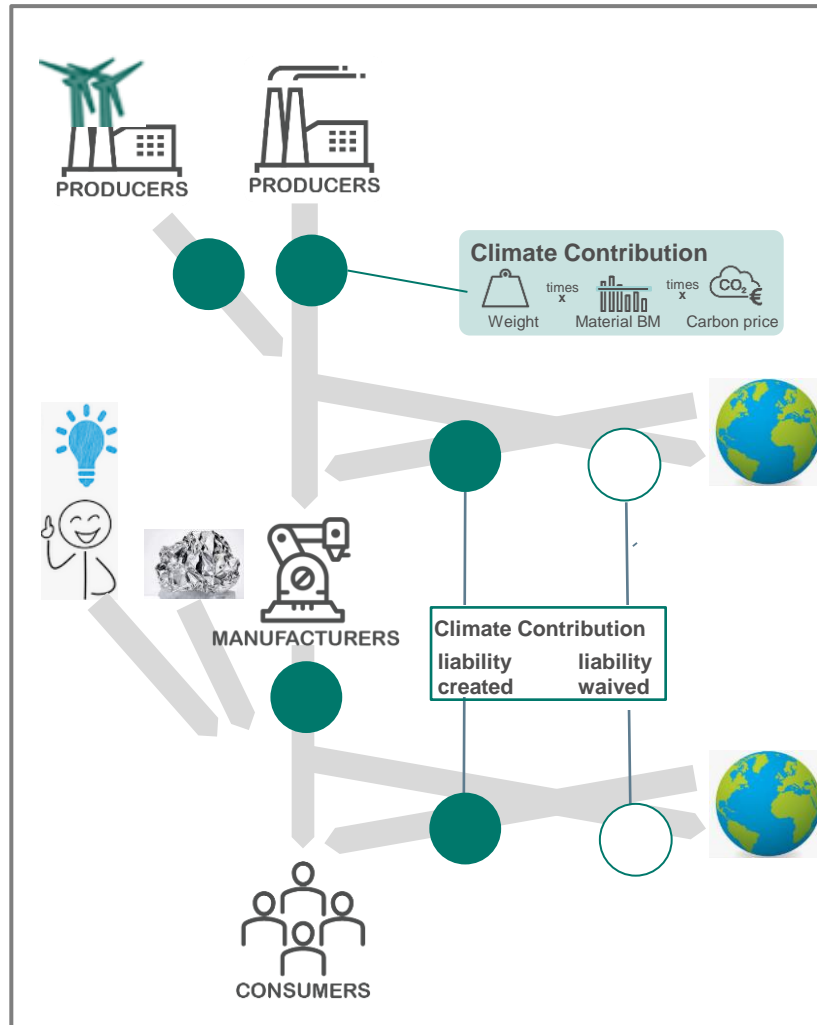 PRODUCERS
PRODUCERS
Climate Contribution
times
x
times
x
CO₂
€
Weight
Material BM
Carbon price
MANUFACTURERS
Climate Contribution
liability
created
liability
waived
CONSUMERS